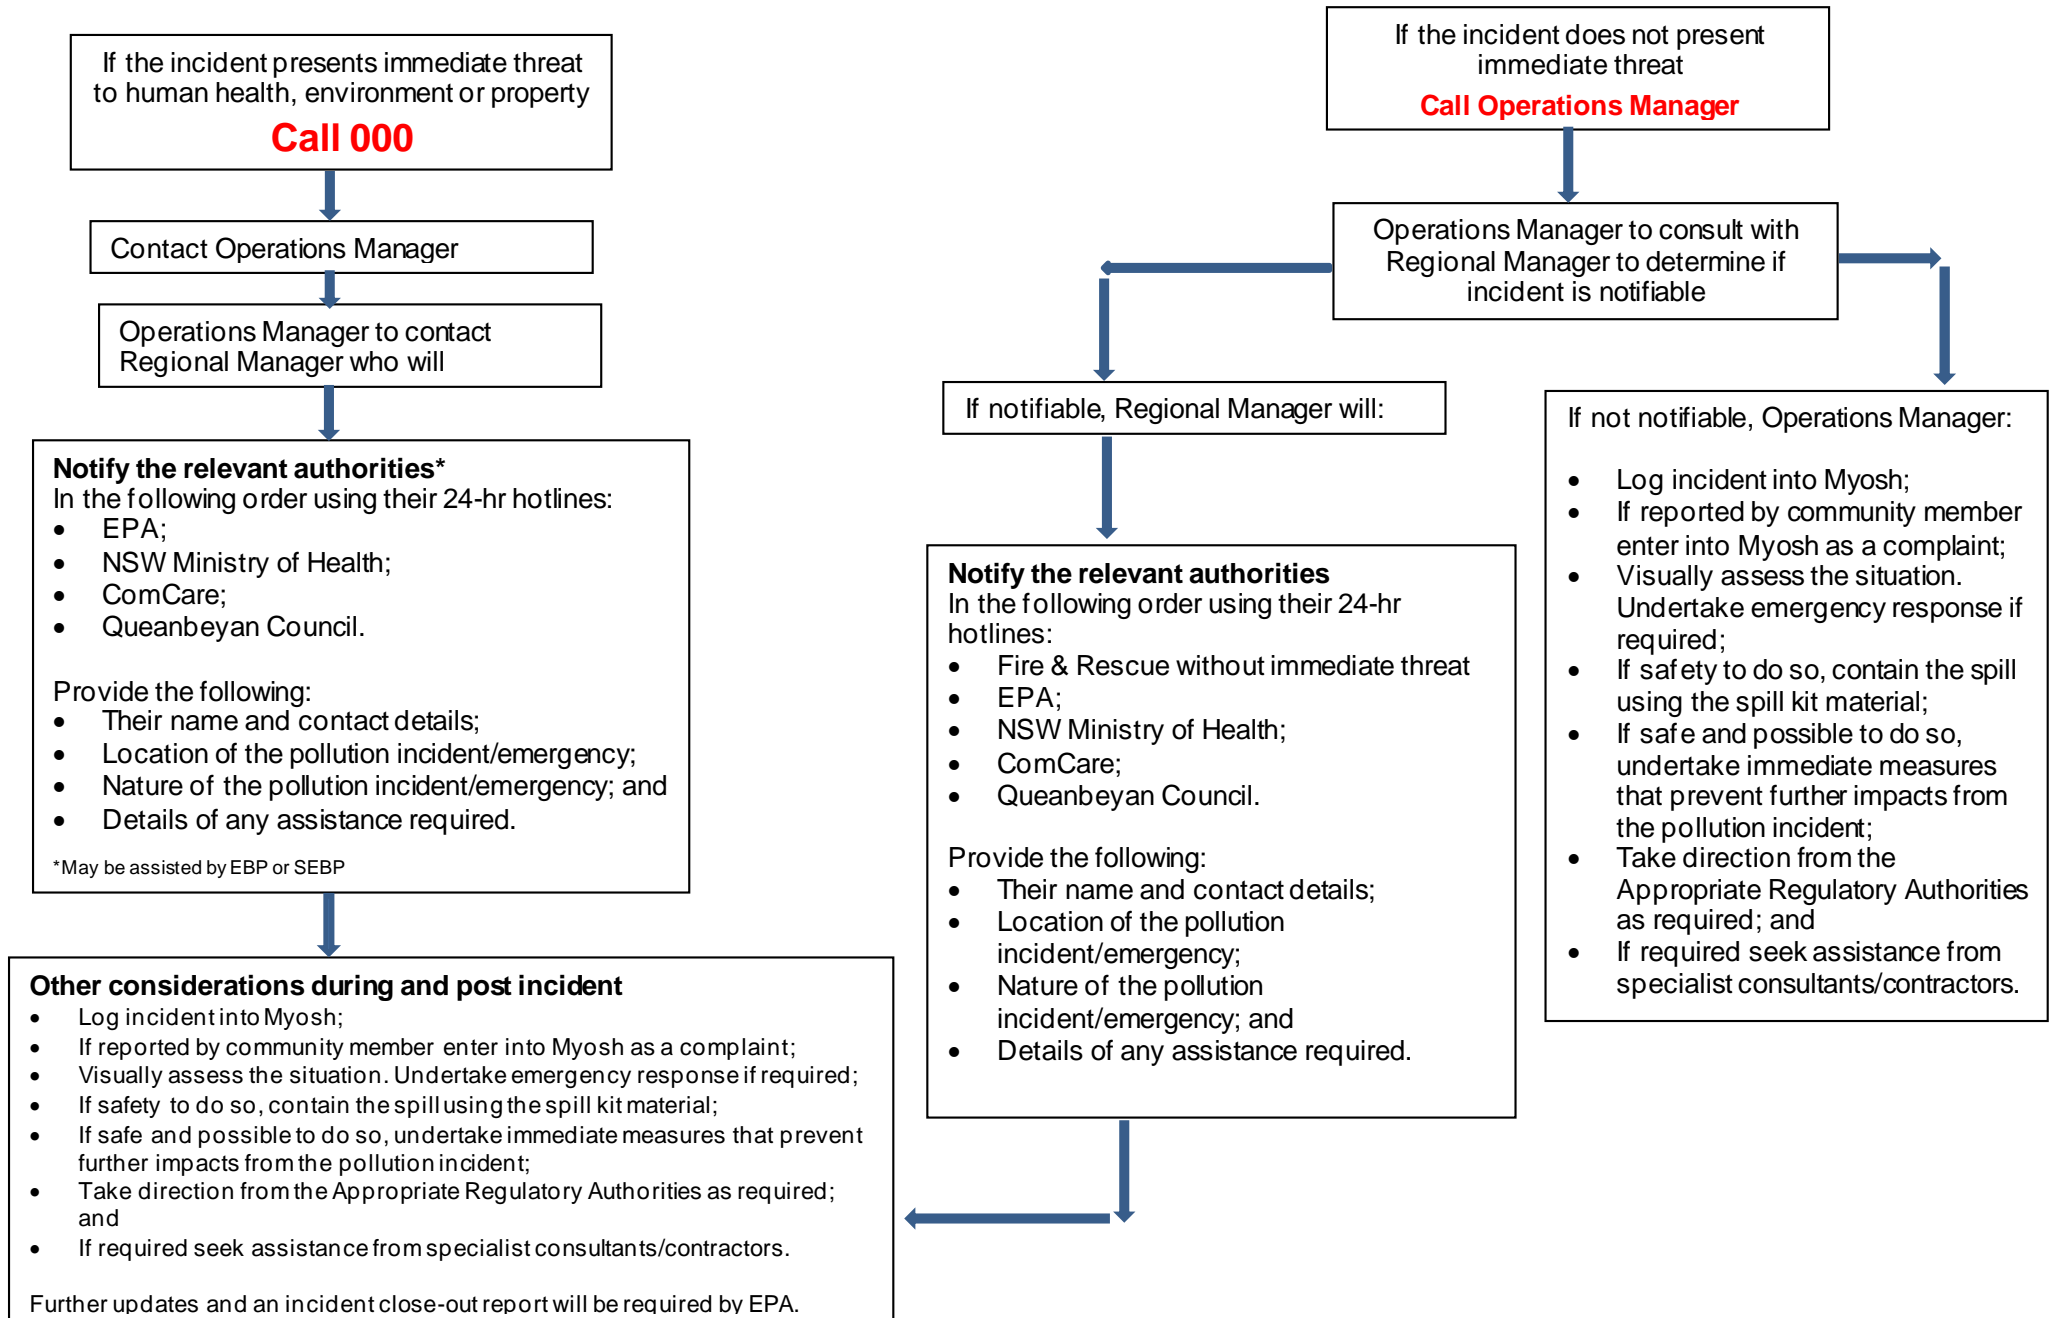 If the incident presents immediate threat
to human health, environment or property
Call 000
Contact Operations Manager
Operations Manager to contact
Regional Manager who will
Notify the relevant authorities*
In the following order using their 24-hr hotlines:
• EPA;
• NSW Ministry of Health;
• ComCare;
• Queanbeyan Council.
Provide the following:
• Their name and contact details;
• Location of the pollution incident/emergency;
• Nature of the pollution incident/emergency; and
• Details of any assistance required.
*May be assisted by EBP or SEBP
Other considerations during and post incident
• Log incident into Myosh;
• If reported by community member enter into Myosh as a complaint;
• Visually assess the situation. Undertake emergency response if required;
• If safety to do so, contain the spill using the spill kit material;
• If safe and possible to do so, undertake immediate measures that prevent
further impacts from the pollution incident;
• Take direction from the Appropriate Regulatory Authorities as required;
and
• If required seek assistance from specialist consultants/contractors.
Further updates and an incident close-out report will be required by EPA.
If the incident does not present
immediate threat
Call Operations Manager
Operations Manager to consult with
Regional Manager to determine if
incident is notifiable
If notifiable, Regional Manager will:
Notify the relevant authorities
In the following order using their 24-hr
hotlines:
• Fire & Rescue without immediate threat
• EPA;
• NSW Ministry of Health;
• ComCare;
• Queanbeyan Council.
Provide the following:
• Their name and contact details;
• Location of the pollution
incident/emergency;
• Nature of the pollution
incident/emergency; and
• Details of any assistance required.
If not notifiable, Operations Manager:
• Log incident into Myosh;
• If reported by community member
enter into Myosh as a complaint;
• Visually assess the situation.
Undertake emergency response if
required;
• If safety to do so, contain the spill
using the spill kit material;
• If safe and possible to do so,
undertake immediate measures
that prevent further impacts from
the pollution incident;
• Take direction from the
Appropriate Regulatory Authorities
as required; and
• If required seek assistance from
specialist consultants/contractors.